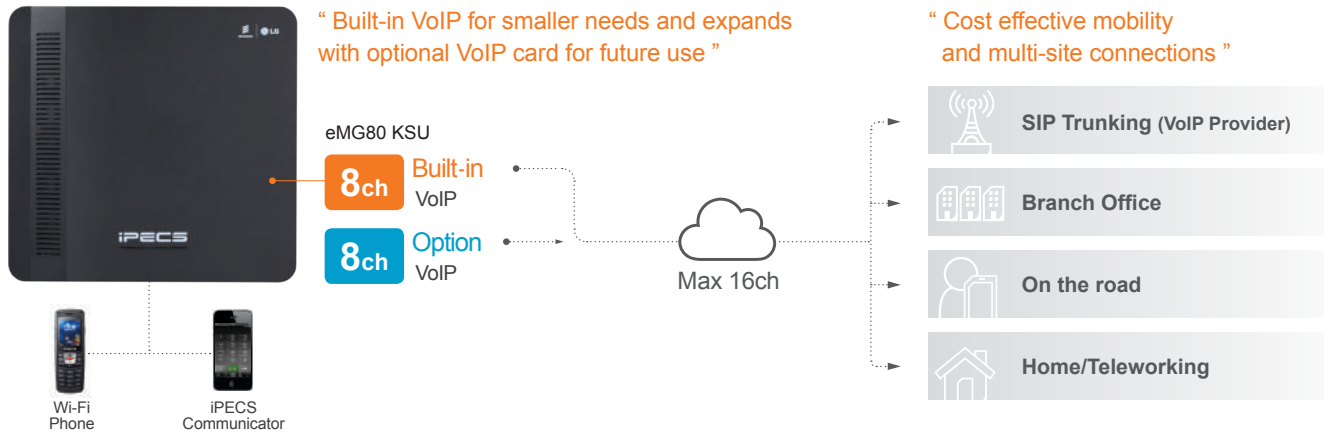 “ Built-in VoIP for smaller needs and expands
with optional VoIP card for future use ”
“ Cost effective mobility
and multi-site connections ”
LG
iPECS
eMG80 KSU
8ch
Built-in
VoIP
8ch
Option
VoIP
Max 16ch
SIP Trunking (VoIP Provider)
Branch Office
On the road
Home/Teleworking
Wi-Fi
Phone
iPECS
Communicator